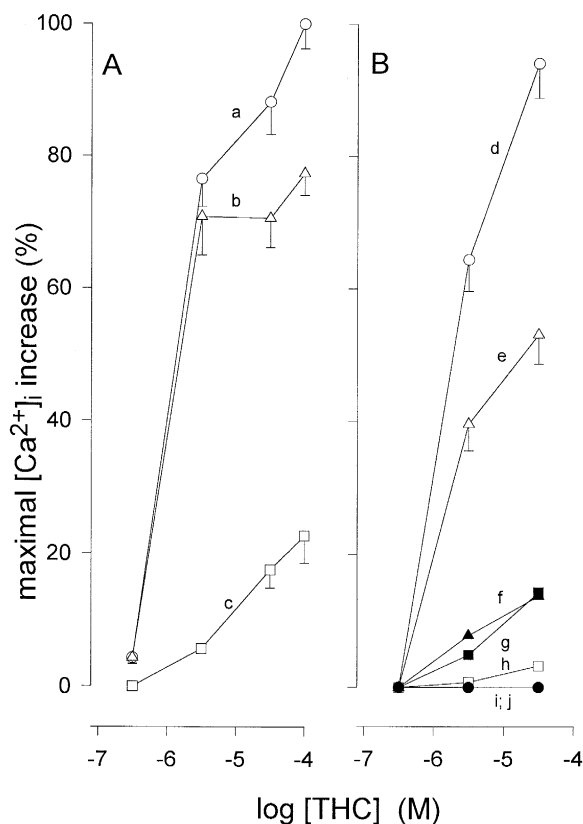 maximal [Ca²⁺]ᵢ increase (%)
100
80
60
40
20
0
A
a
b
c
B
d
e
f
g
h
i; j
-7 -6 -5 -4 -7 -6 -5 -4
log [THC] (M)